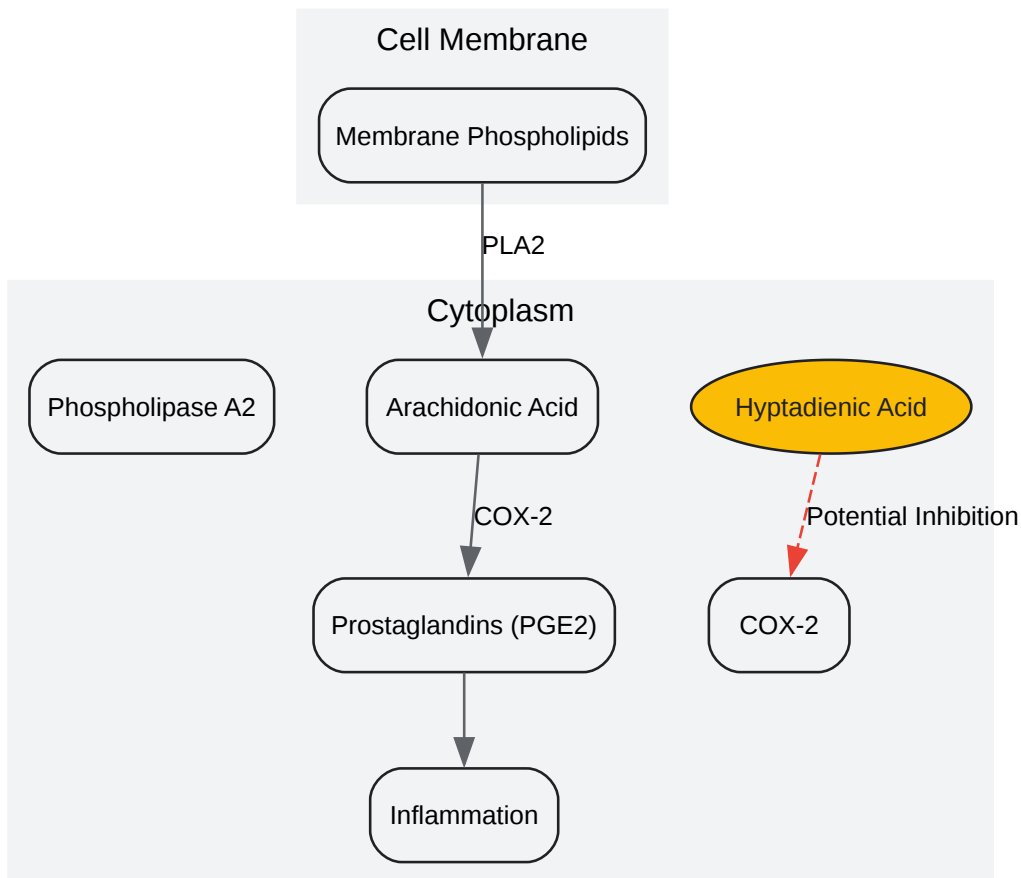 Cell Membrane
Membrane Phospholipids
PLA2
Cytoplasm
Phospholipase A2
Arachidonic Acid
Hyptadienic Acid
COX-2
Potential Inhibition
Prostaglandins (PGE2)
COX-2
Inflammation